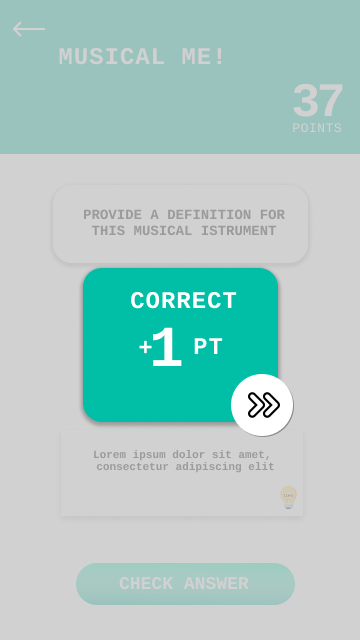 MUSICAL ME!
37
POINTS
PROVIDE A DEFINITION FOR
THIS MUSICAL ISTRUMENT
CORRECT
+1 PT
Lorem ipsum dolor sit amet,
consectetur adipiscing elit
CHECK ANSWER